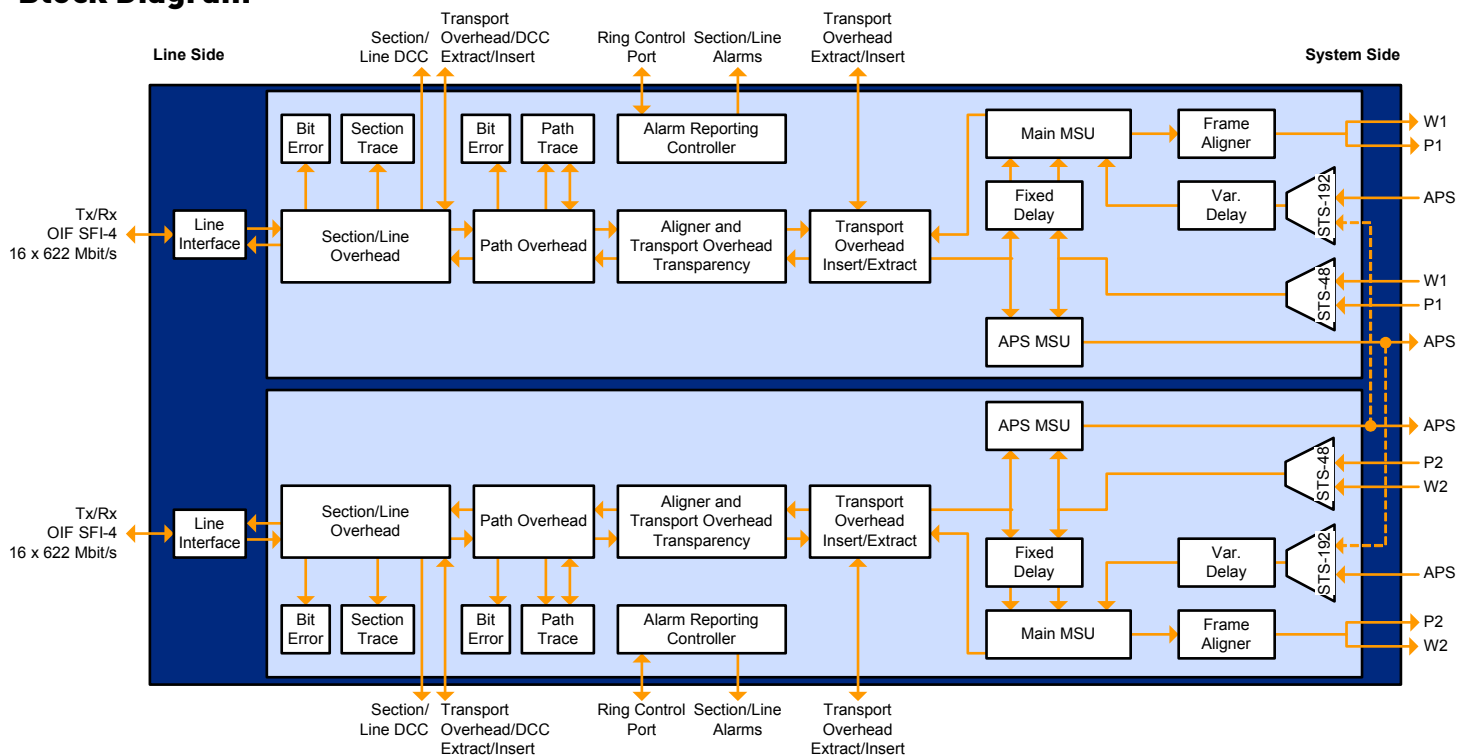 Block Diagram
Transport
Overhead/DCC
Extract/Insert
Section/
Line DCC
Ring Control
Port
Section/Line
Alarms
Transport
Overhead
Extract/Insert
Line Side
System Side
Bit
Error
Section
Trace
Bit
Error
Path
Trace
Alarm Reporting
Controller
Main MSU
Frame
Aligner
W1
P1
Fixed
Delay
Var.
Delay
STS-192
APS
Tx/Rx
OIF SFI-4
16 x 622 Mbit/s
Line
Interface
Section/Line
Overhead
Path Overhead
Aligner and
Transport Overhead
Transparency
Transport
Overhead
Insert/Extract
STS-48
W1
P1
APS MSU
APS
APS MSU
APS
STS-48
P2
W2
Tx/Rx
OIF SFI-4
16 x 622 Mbit/s
Line
Interface
Section/Line
Overhead
Path Overhead
Aligner and
Transport Overhead
Transparency
Transport
Overhead
Insert/Extract
Fixed
Delay
Var.
Delay
STS-192
APS
Bit
Error
Section
Trace
Bit
Error
Path
Trace
Alarm Reporting
Controller
Main MSU
Frame
Aligner
P2
W2
Section/
Line DCC
Transport
Overhead/DCC
Extract/Insert
Ring Control
Port
Section/Line
Alarms
Transport
Overhead
Extract/Insert